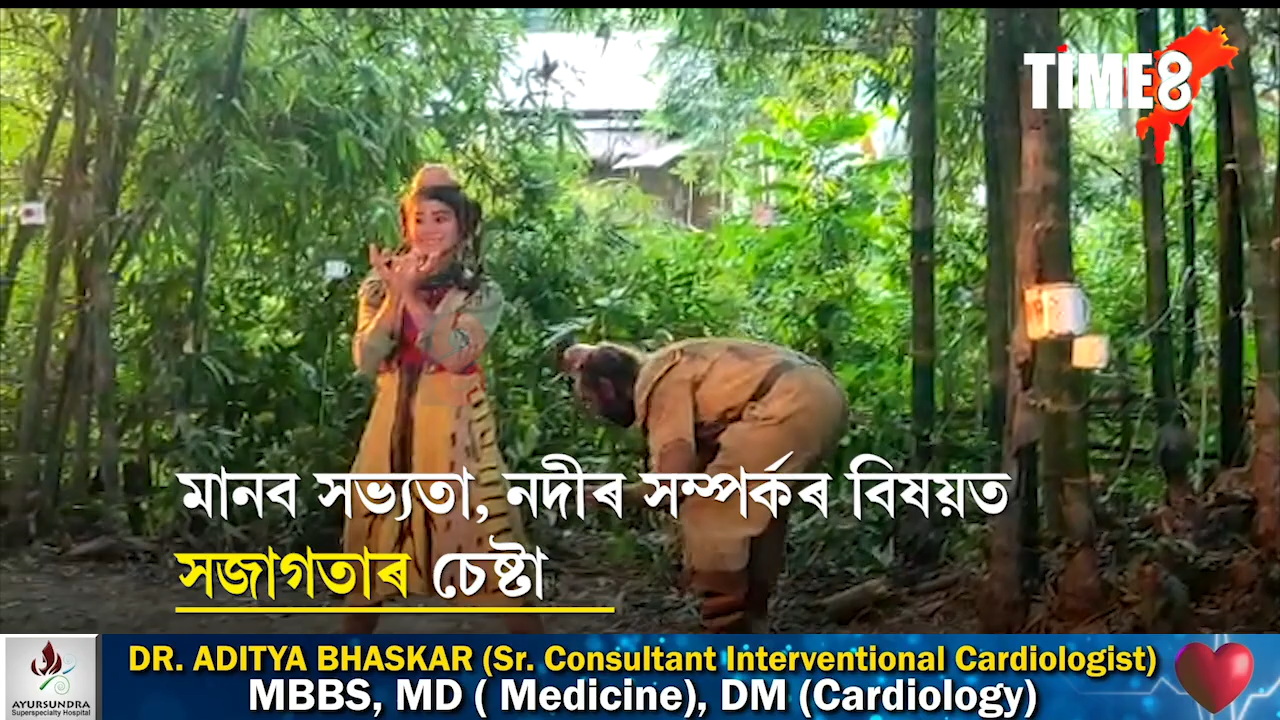 TIME8
মানব সভ্যতা, নদীৰ সম্পৰ্কৰ বিষয়ত
সজাগতাৰ চেষ্টা
DR. ADITYA BHASKAR (Sr. Consultant Interventional Cardiologist)
MBBS, MD ( Medicine), DM (Cardiology)
AYURSUNDRA
Superspecialty Hospital